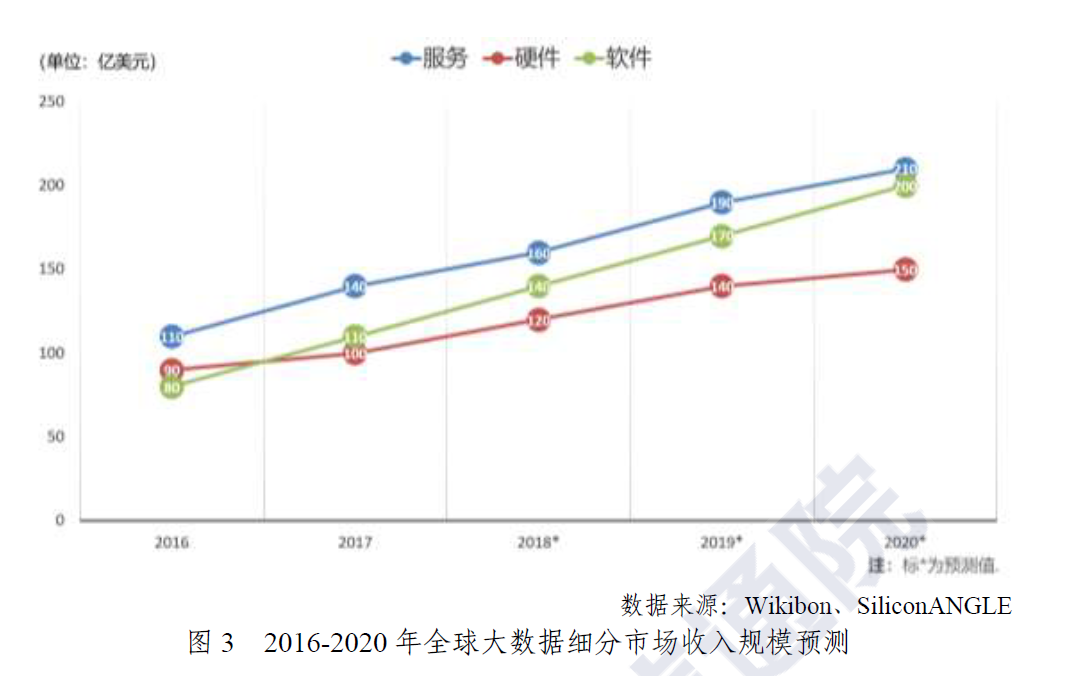 (单位：亿美元)
服务 硬件 软件
250
200
150
100
50
0
110 140 160 190 210
90 100 120 140 150
80 110 140 170 200
2016 2017 2018* 2019* 2020*
注：标*为预测值.
数据来源：Wikibon、SiliconANGLE
图 3 2016-2020 年全球大数据细分市场收入规模预测
通院